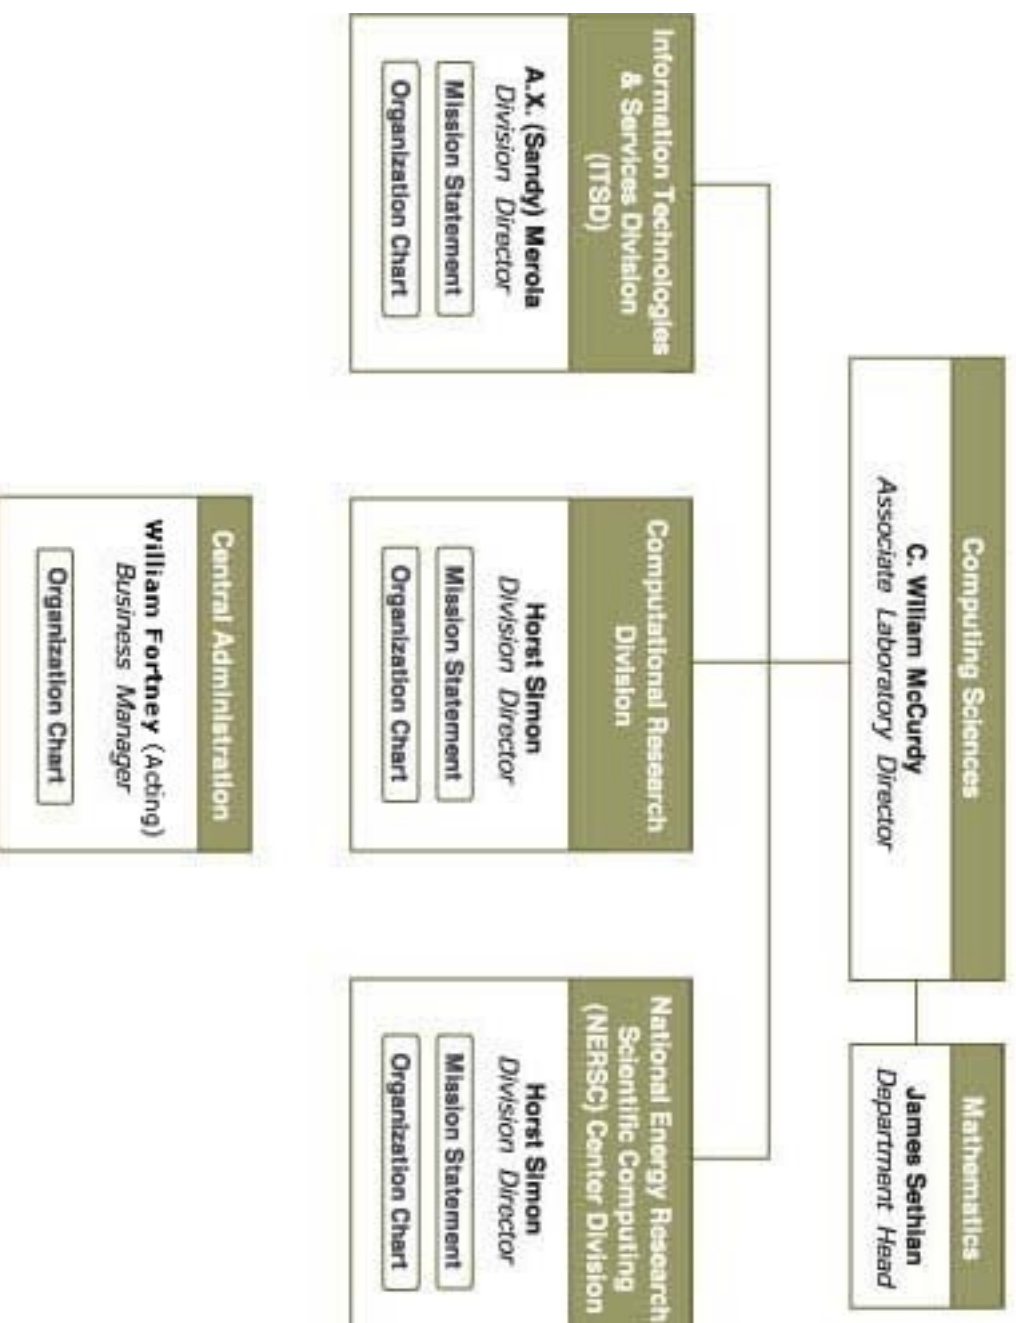 Computing Sciences
C. William McCurdy
Associate Laboratory Director
Mathematics
James Sethian
Department Head
Information Technologies
& Services Division
(ITSD)
A.X. (Sandy) Merola
Division Director
Mission Statement
Organization Chart
Computational Research
Division
Horst Simon
Division Director
Mission Statement
Organization Chart
National Energy Research
Scientific Computing
(NERSC) Center Division
Horst Simon
Division Director
Mission Statement
Organization Chart
Central Administration
William Fortney (Acting)
Business Manager
Organization Chart